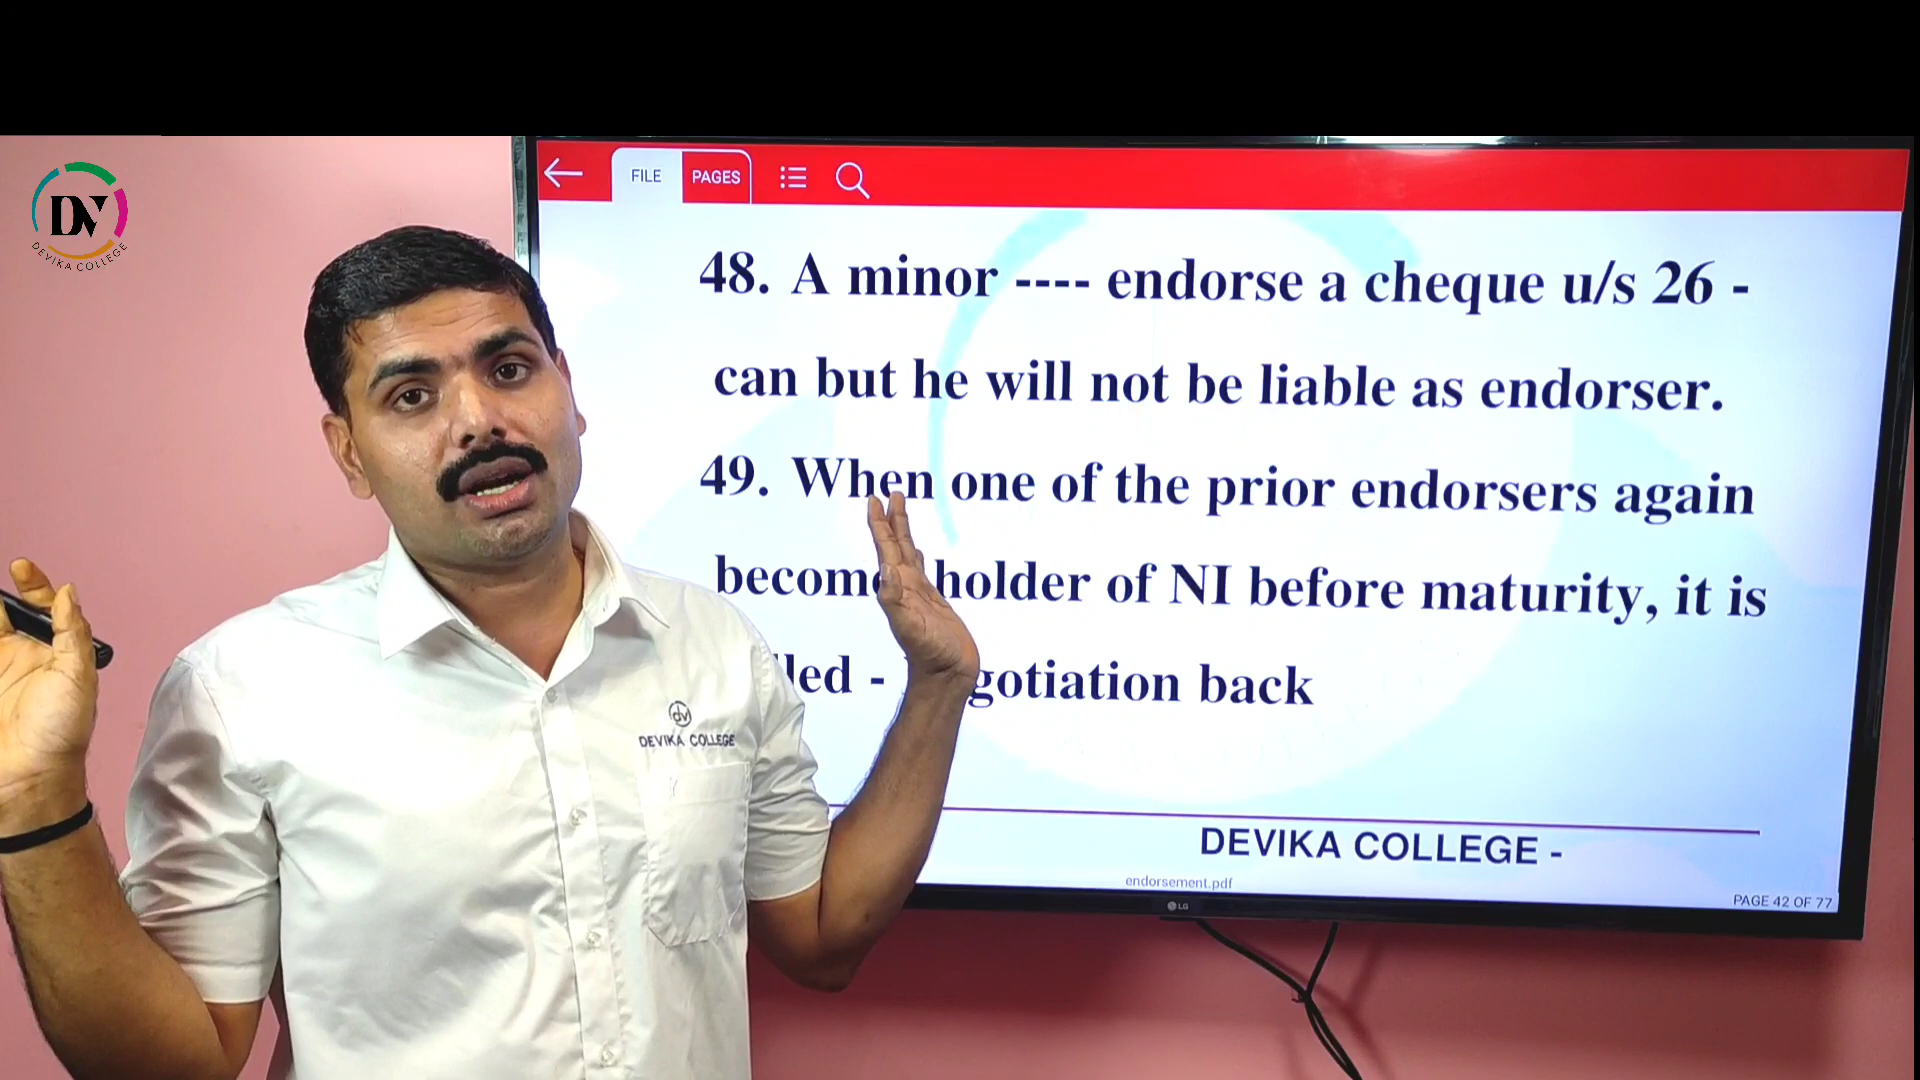 DV
DEVIKA COLLEGE
FILE
PAGES
48. A minor ---- endorse a cheque u/s 26 -
can but he will not be liable as endorser.
49. When one of the prior endorsers again
holder of NI before maturity, it is
- back
DEVIKA COLLEGE -
endorsement.pdf
PAGE 42 OF 77
LG
dv
DEVIKA COLLEGE